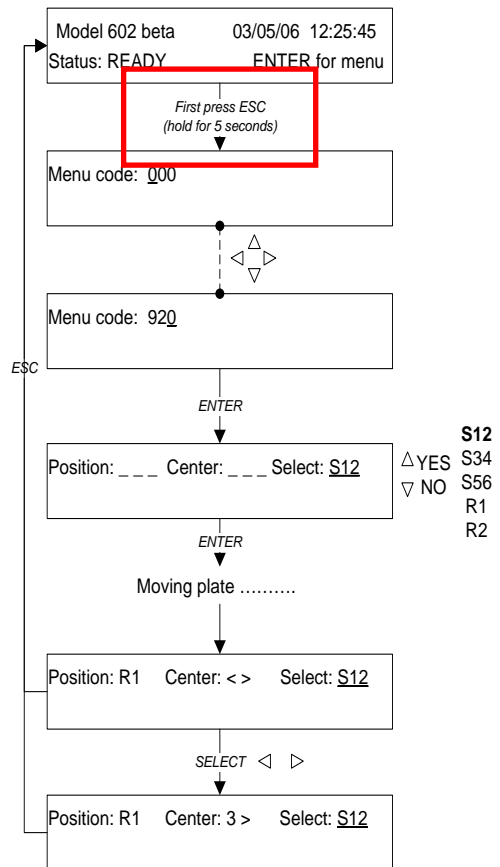 Model 602 beta 03/05/06 12:25:45
Status: READY ENTER for menu
First press ESC
(hold for 5 seconds)
Menu code: 000
Menu code: 920
ESC
ENTER
Position: _ _ _ Center: _ _ _ Select: S12
YES
NO
S12
S34
S56
R1
R2
ENTER
Moving plate ..........
Position: R1 Center: < > Select: S12
SELECT
Position: R1 Center: 3 > Select: S12